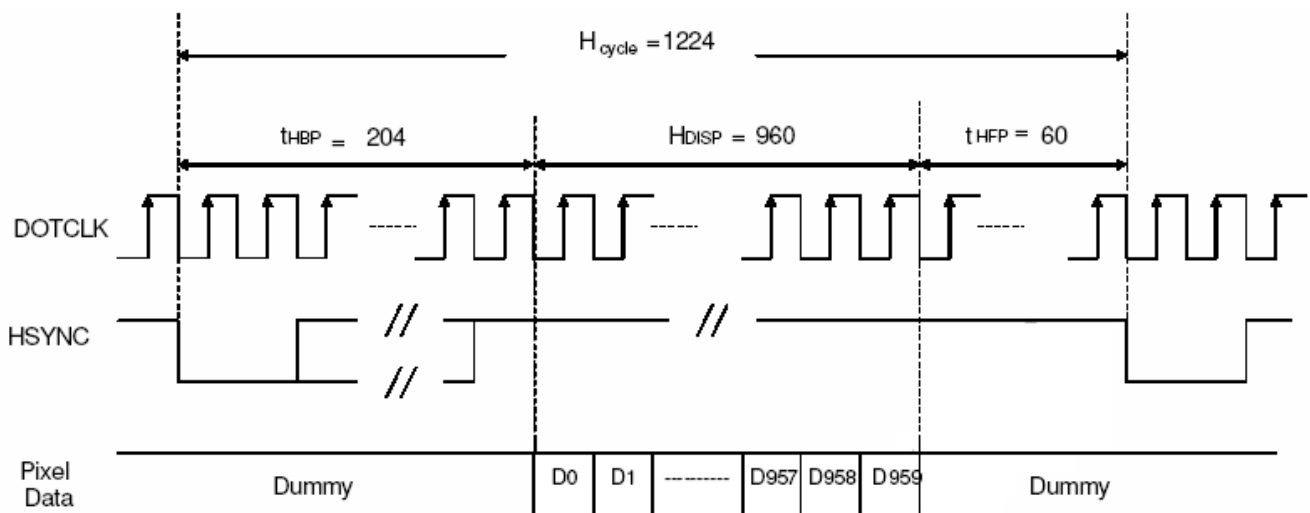 H cycle =1224
tHBP = 204
HDISP = 960
tHFP = 60
DOTCLK
HSYNC
Pixel Data
Dummy
D0
D1
D957
D958
D959
Dummy